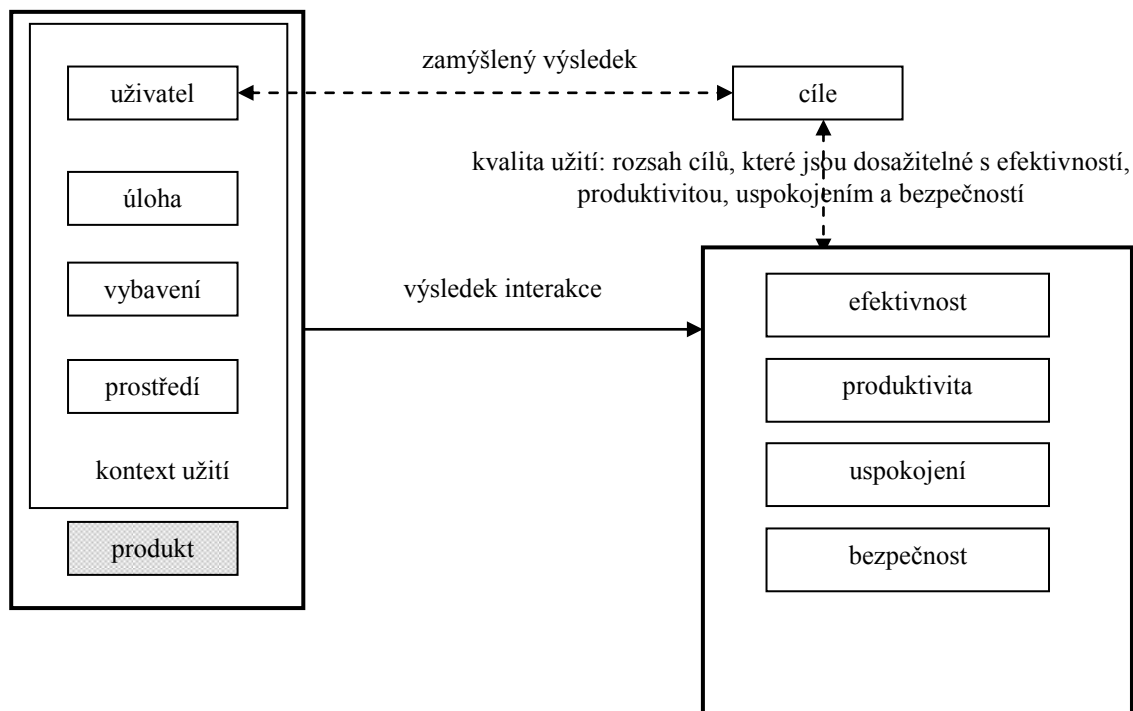 zamýšlený výsledek
uživatel
cíle
kvalita užití: rozsah cílů, které jsou dosažitelné s efektivností,
produktivitou, uspokojením a bezpečností
úloha
vybavení
výsledek interakce
efektivnost
prostředí
produktivita
kontext užití
uspokojení
produkt
bezpečnost